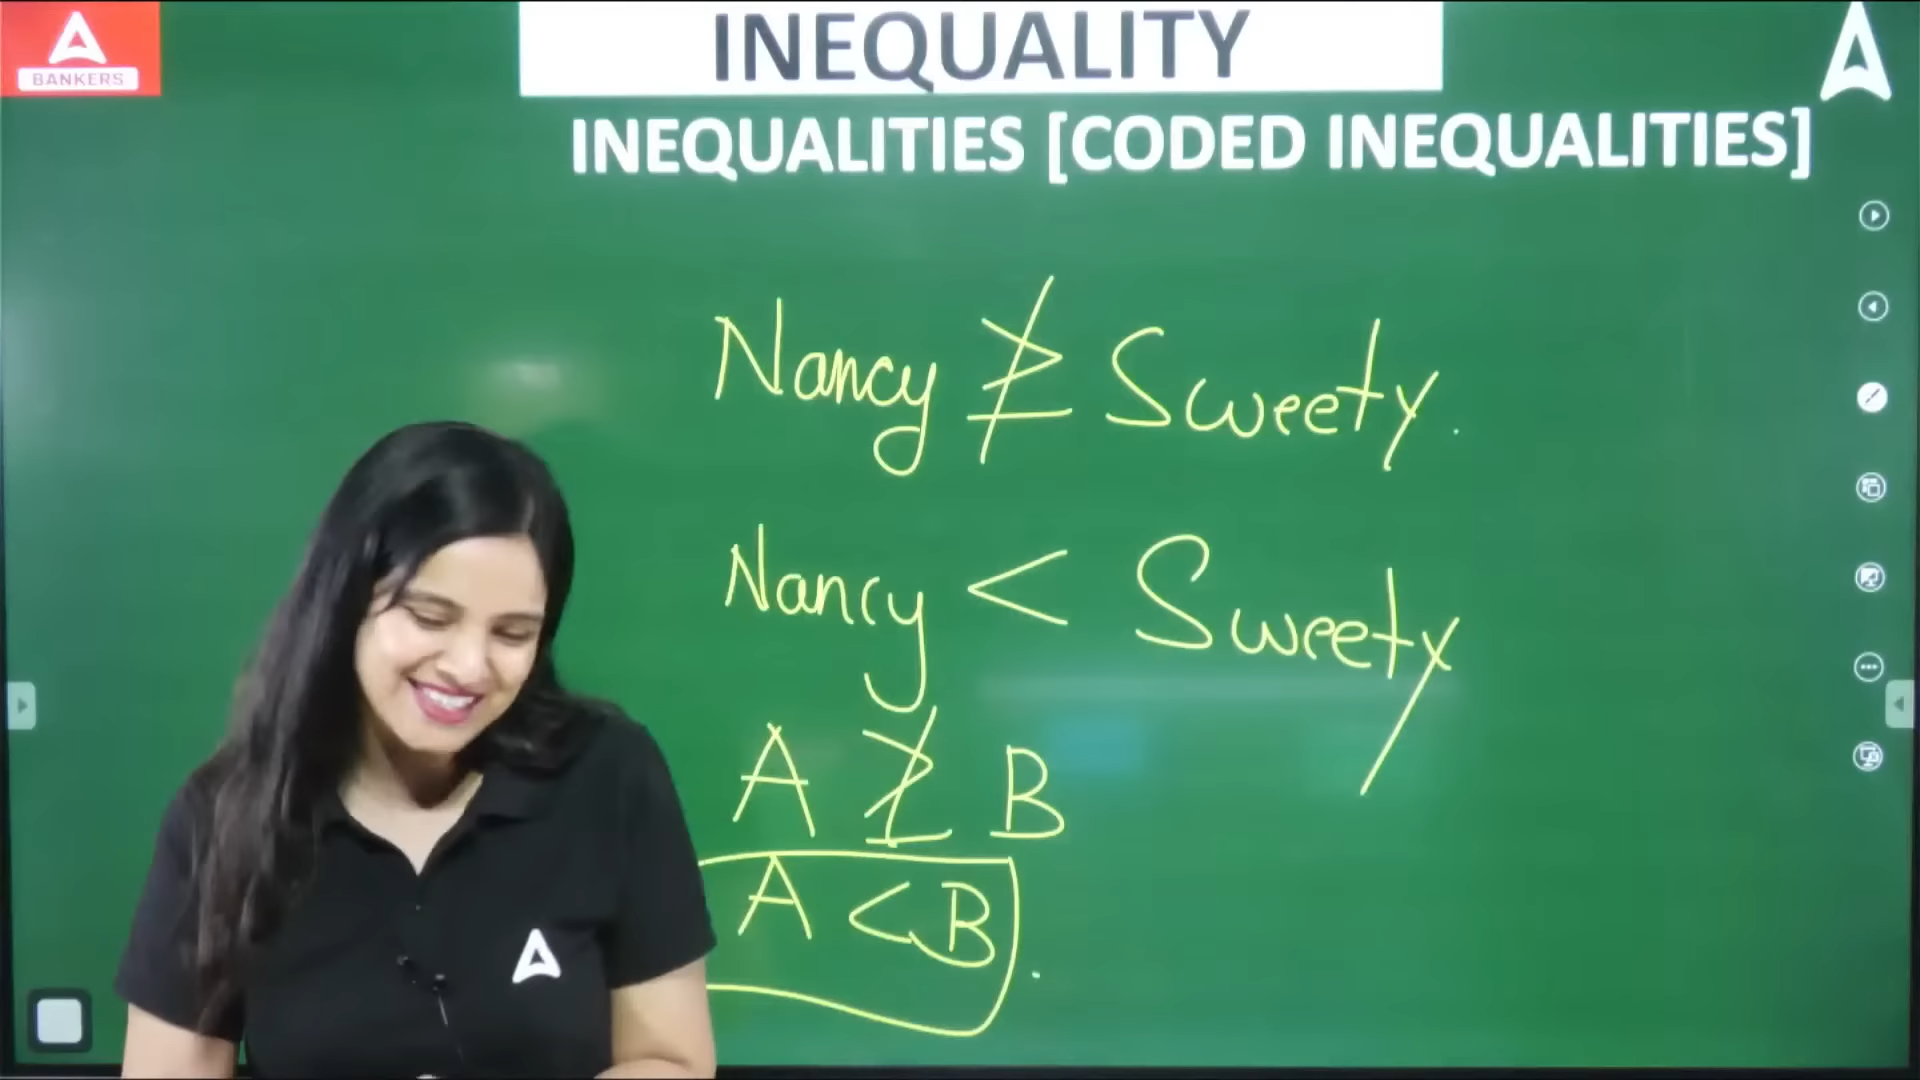 BANKERS
INEQUALITY
INEQUALITIES [CODED INEQUALITIES]
Nancy ≱ Sweety.
Nancy < Sweety
A ≱ B
A < B.